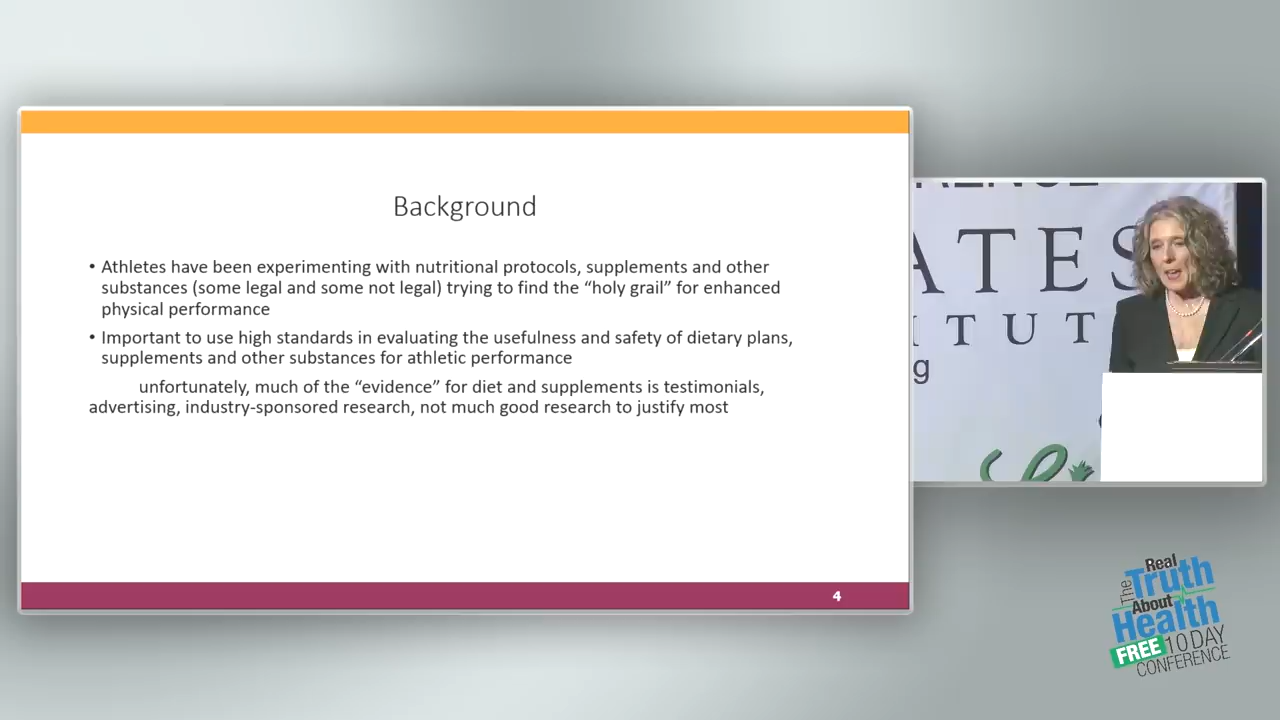 Background
• Athletes have been experimenting with nutritional protocols, supplements and other
substances (some legal and some not legal) trying to find the “holy grail” for enhanced
physical performance
• Important to use high standards in evaluating the usefulness and safety of dietary plans,
supplements and other substances for athletic performance
unfortunately, much of the “evidence” for diet and supplements is testimonials,
advertising, industry-sponsored research, not much good research to justify most
4
ATES
ITUT
g
The Real
Truth
About
Health
FREE 10 DAY
CONFERENCE